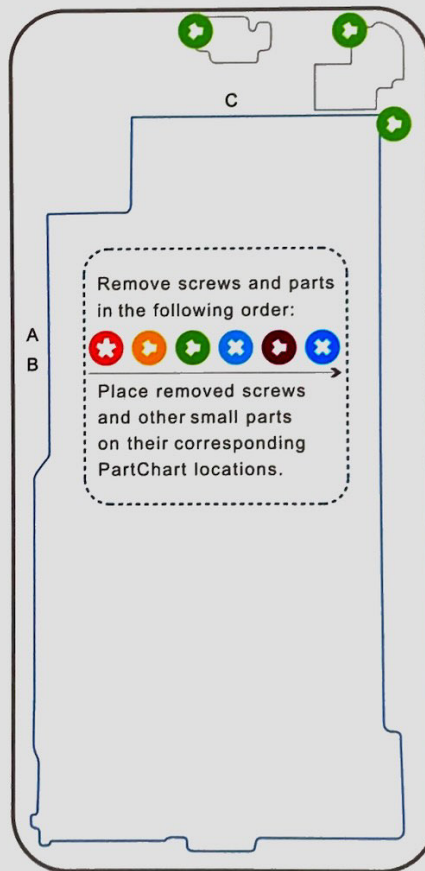 C
A
B
Remove screws and parts
in the following order:
Place removed screws
and other small parts
on their corresponding
PartChart locations.